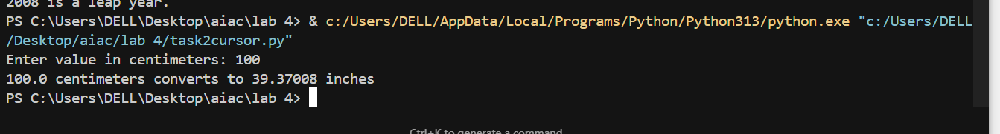 2008 is a leap year.
PS C:\Users\DELL\Desktop\aiac\lab 4> & c:/Users/DELL/AppData/Local/Programs/Python/Python313/python.exe "c:/Users/DELL
/Desktop/aiac/lab 4/task2cursor.py"
Enter value in centimeters: 100
100.0 centimeters converts to 39.37008 inches
PS C:\Users\DELL\Desktop\aiac\lab 4>
Ctrl+K to generate a command